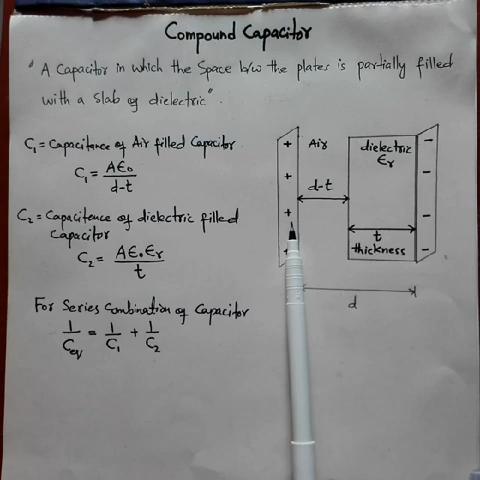 Compound Capacitor
" A Capacitor in which the Space b/w the plates is partially filled
with a Slab of dielectric".
C₁ = Capacitance of Air filled Capacitor
C₁ = Aε₀ / d-t
C₂ = Capacitence of dielectric filled
Capacitor
C₂ = Aε₀εr / t
For Series Combination of Capacitor
1/Ceq = 1/C₁ + 1/C₂
+ Air dielectric -
εr
+ d-t -
+ t -
thickness -
d